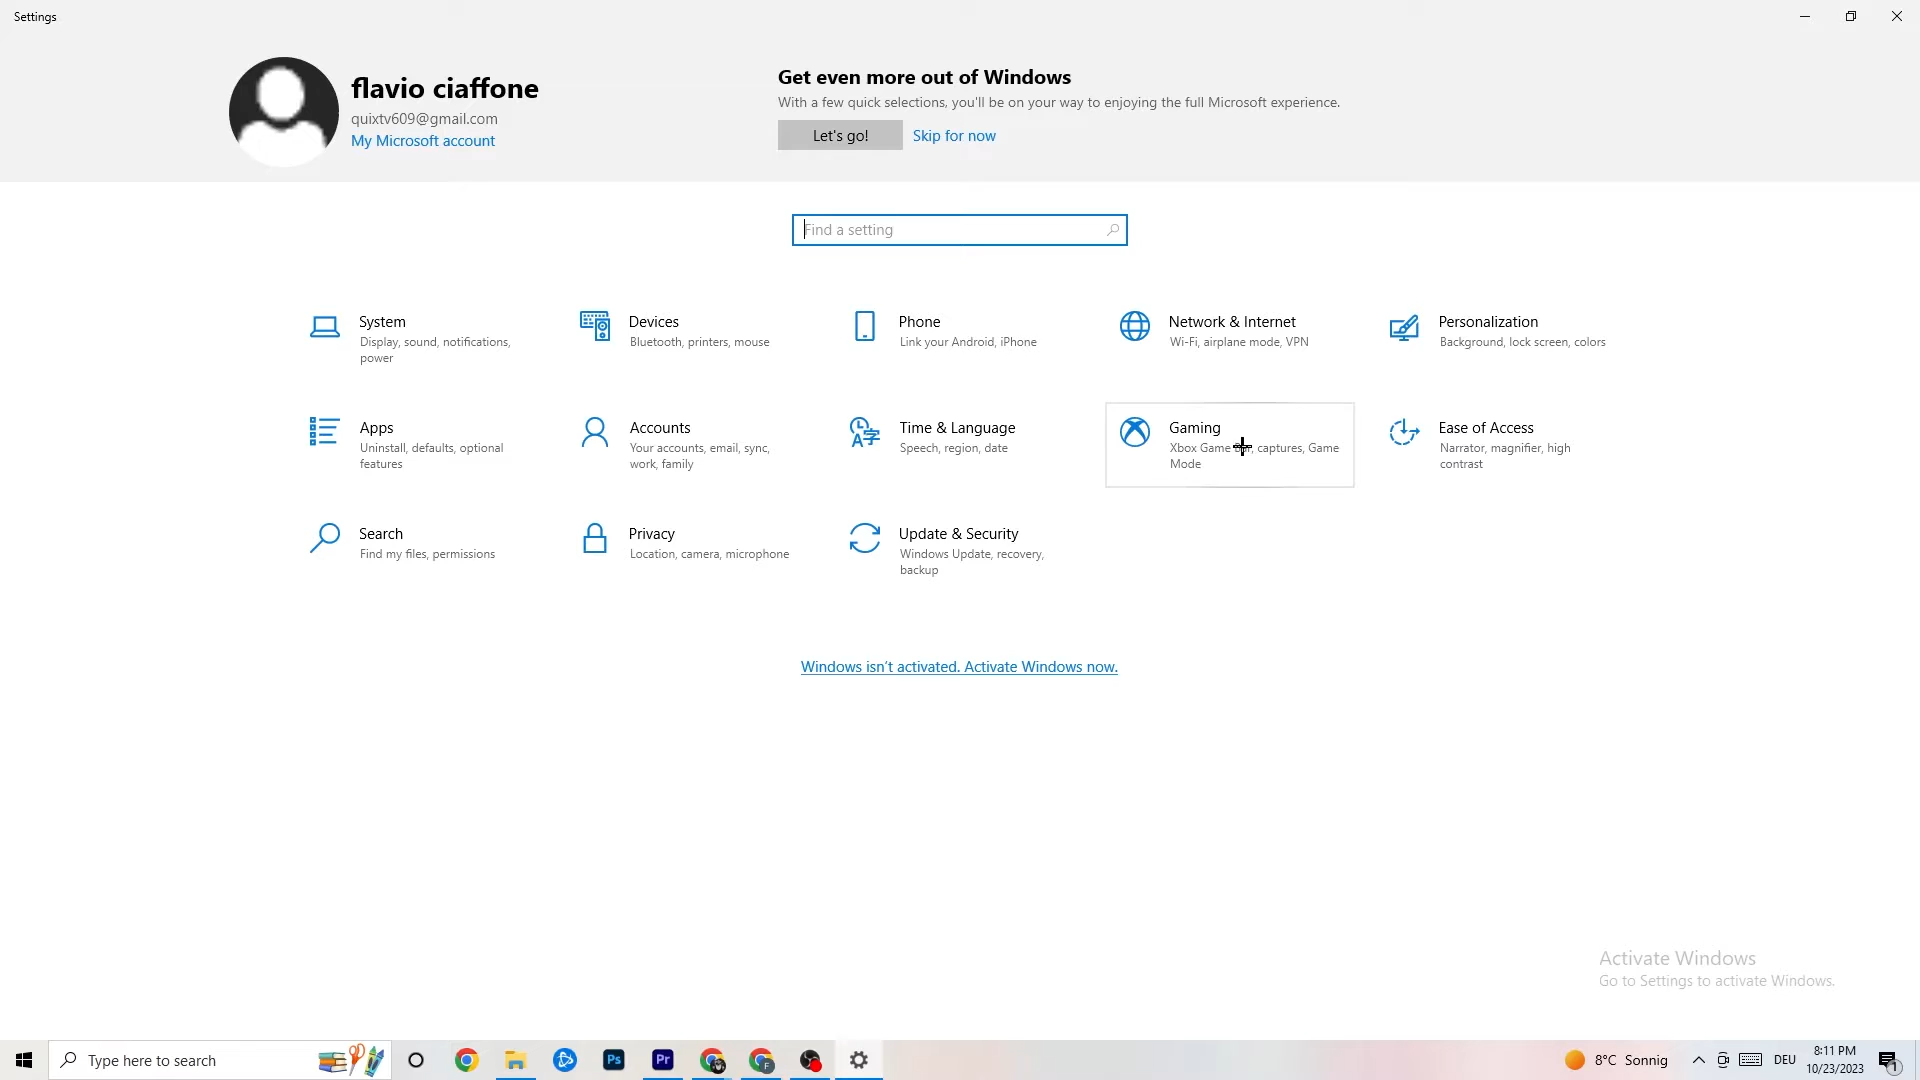 Settings
flavio ciaffone
quixtv609@gmail.com
My Microsoft account
Get even more out of Windows
With a few quick selections, you'll be on your way to enjoying the full Microsoft experience.
Let's go!
Skip for now
Find a setting
System
Display, sound, notifications,
power
Devices
Bluetooth, printers, mouse
Phone
Link your Android, iPhone
Network & Internet
Wi-Fi, airplane mode, VPN
Personalization
Background, lock screen, colors
Apps
Uninstall, defaults, optional
features
Accounts
Your accounts, email, sync,
work, family
Time & Language
Speech, region, date
Gaming
Xbox Game Bar, captures, Game
Mode
Ease of Access
Narrator, magnifier, high
contrast
Search
Find my files, permissions
Privacy
Location, camera, microphone
Update & Security
Windows Update, recovery,
backup
Windows isn't activated. Activate Windows now.
Activate Windows
Go to Settings to activate Windows.
Type here to search
Ps
Pr
F
8°C Sonnig
DEU
8:11 PM
10/23/2023
1